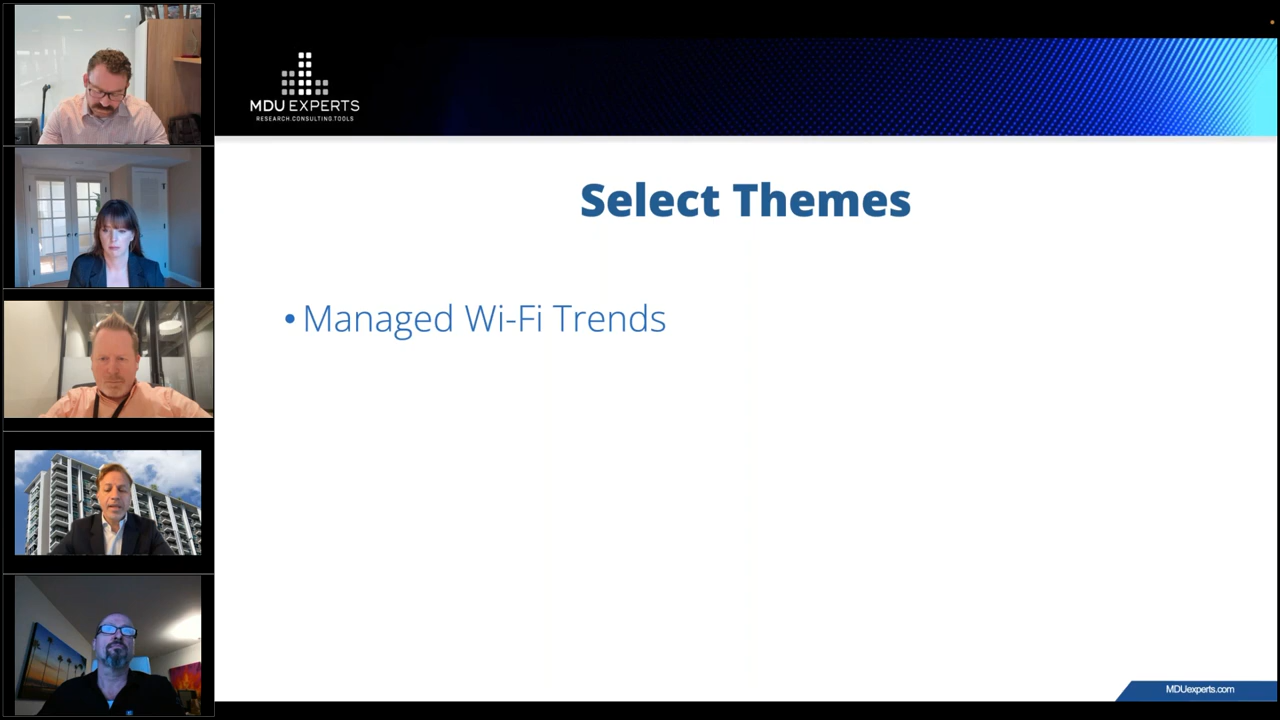 MDU EXPERTS
RESEARCH.CONSULTING.TOOLS
Select Themes
• Managed Wi-Fi Trends
MDUexperts.com